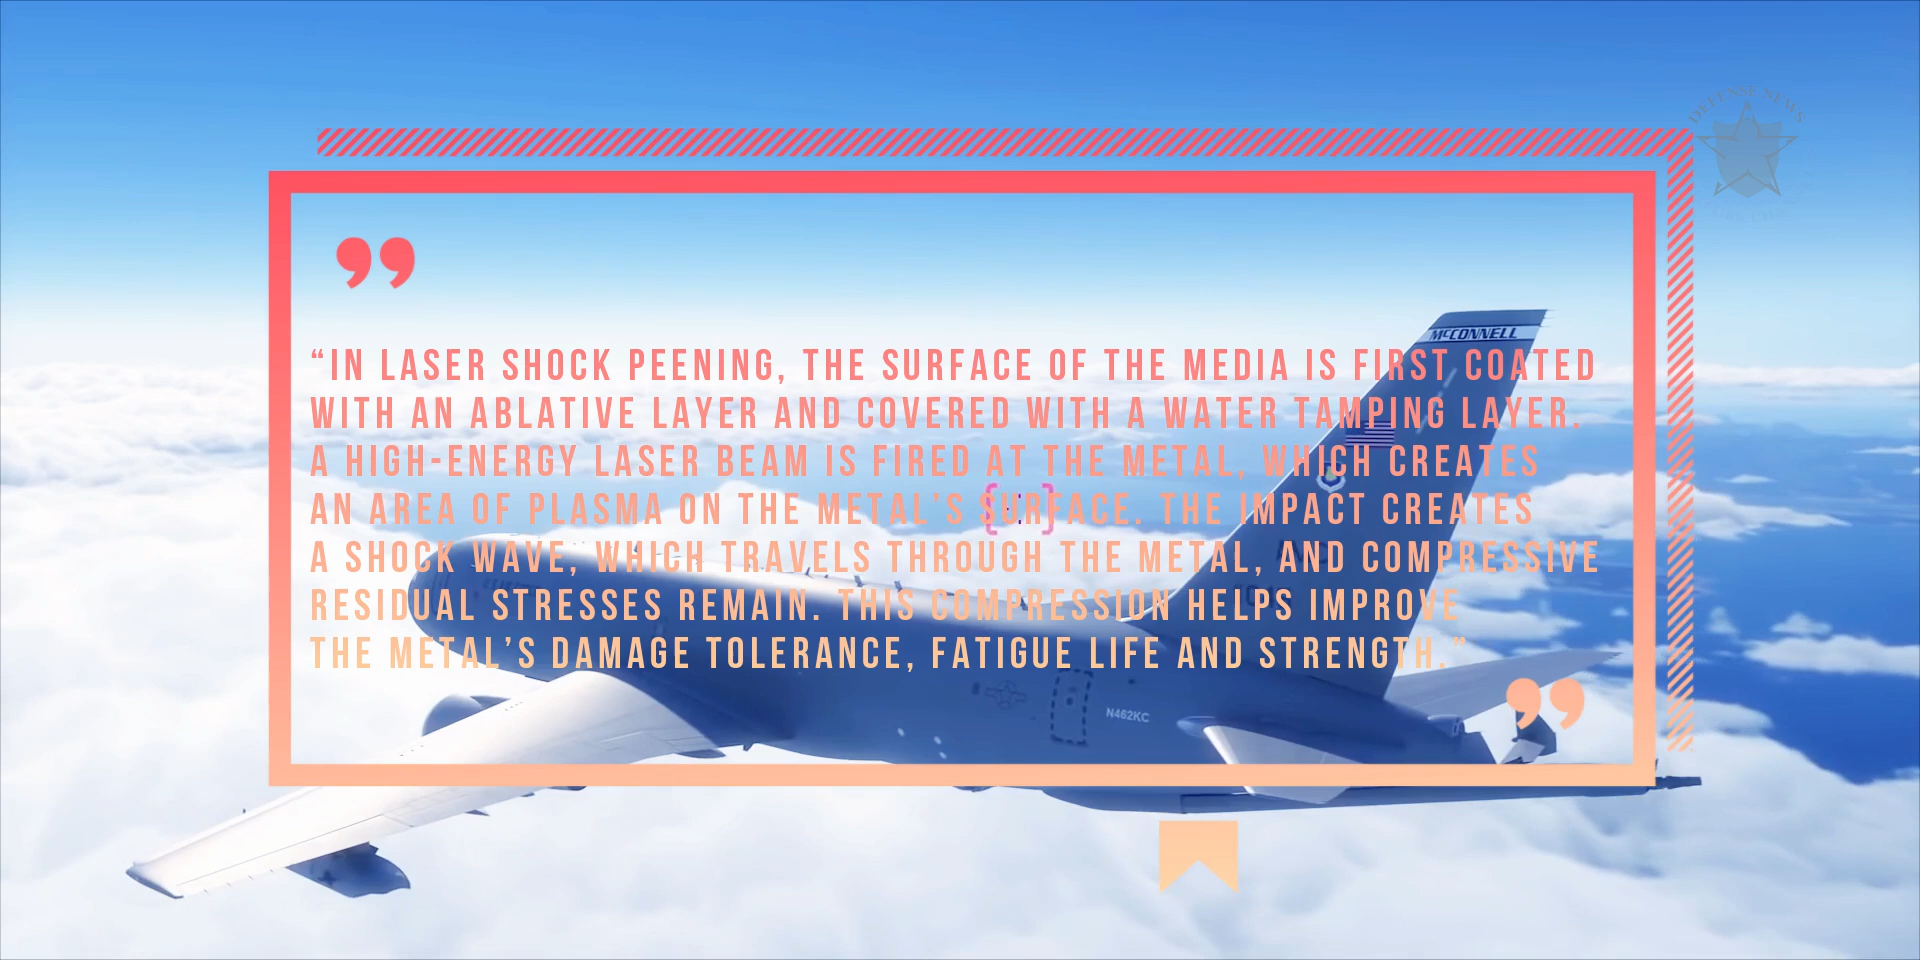 DEFENSE NEWS
McCONNELL
“IN LASER SHOCK PEENING, THE SURFACE OF THE MEDIA IS FIRST COATED
WITH AN ABLATIVE LAYER AND COVERED WITH A WATER TAMPING LAYER.
A HIGH-ENERGY LASER BEAM IS FIRED AT THE METAL, WHICH CREATES
AN AREA OF PLASMA ON THE METAL’S SURFACE. THE IMPACT CREATES
A SHOCK WAVE, WHICH TRAVELS THROUGH THE METAL, AND COMPRESSIVE
RESIDUAL STRESSES REMAIN. THIS COMPRESSION HELPS IMPROVE
THE METAL’S DAMAGE TOLERANCE, FATIGUE LIFE AND STRENGTH.”
N462KC